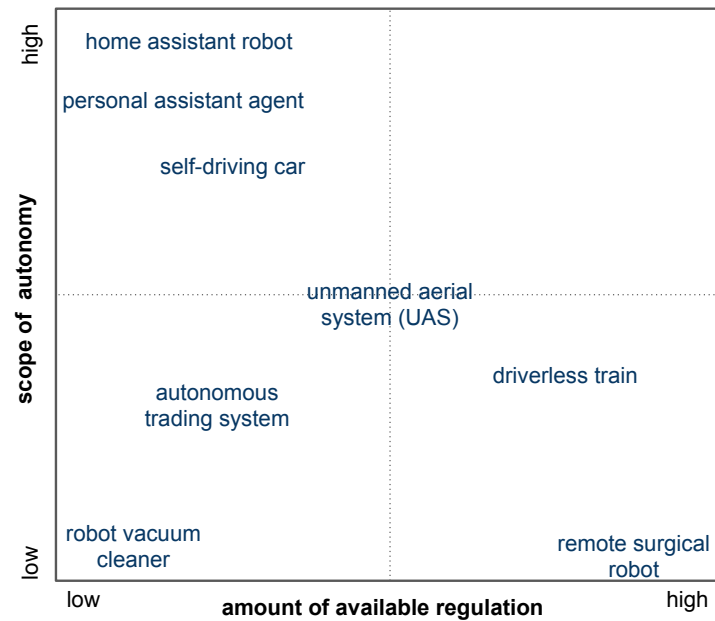 high
home assistant robot
personal assistant agent
self-driving car
scope of autonomy
unmanned aerial
system (UAS)
driverless train
autonomous
trading system
robot vacuum
cleaner
remote surgical
robot
low
low
amount of available regulation
high